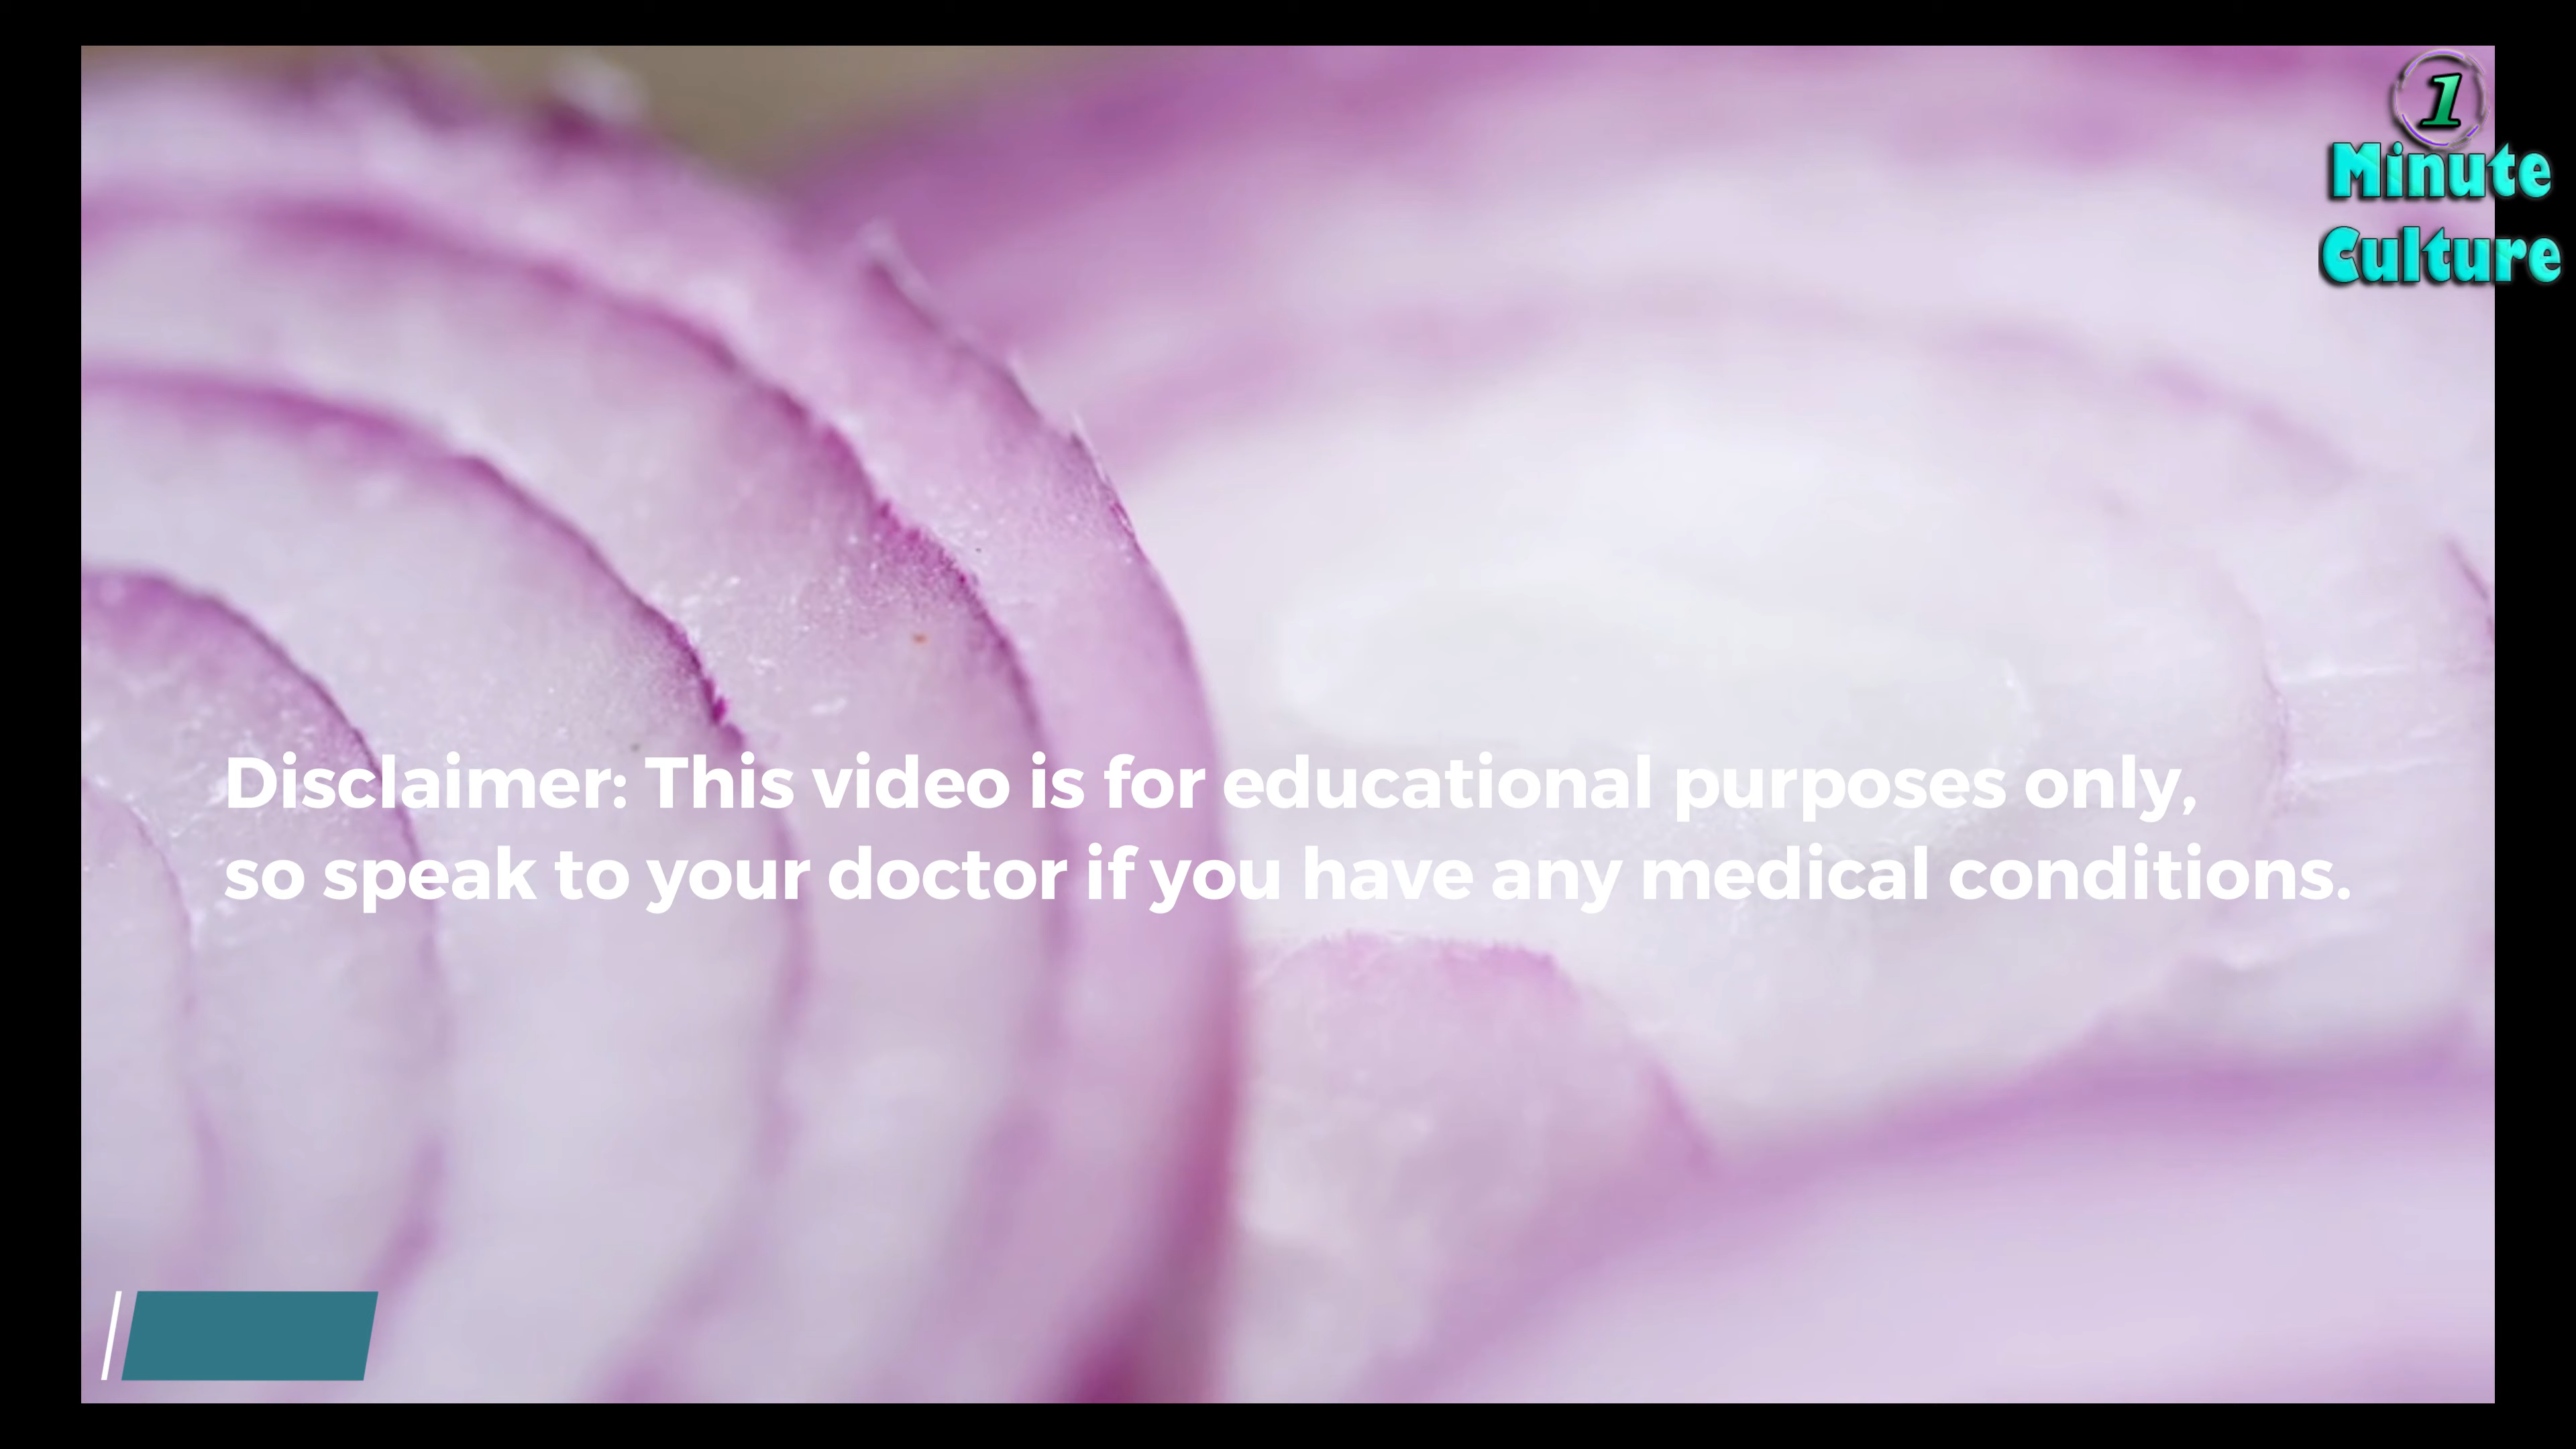 1
Minute
Culture
Disclaimer: This video is for educational purposes only,
so speak to your doctor if you have any medical conditions.